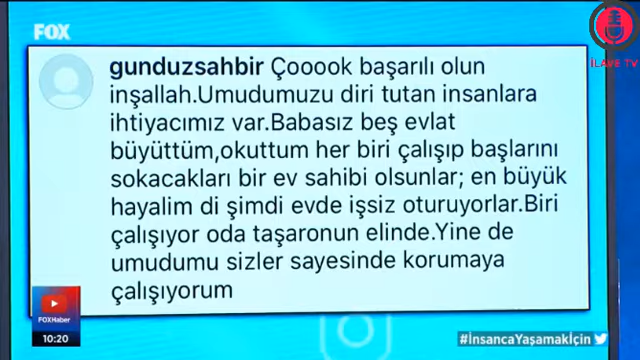 FOX
İLAVE TV
gunduzsahbir Çooook başarılı olun
inşallah.Umudumuzu diri tutan insanlara
ihtiyacımız var.Babasız beş evlat
büyüttüm,okuttum her biri çalışıp başlarını
sokacakları bir ev sahibi olsunlar; en büyük
hayalim di şimdi evde işsiz oturuyorlar.Biri
çalışıyor oda taşaronun elinde.Yine de
umudumu sizler sayesinde korumaya
çalışıyorum
FOXHaber
10:20
#İnsancaYaşamakİçin